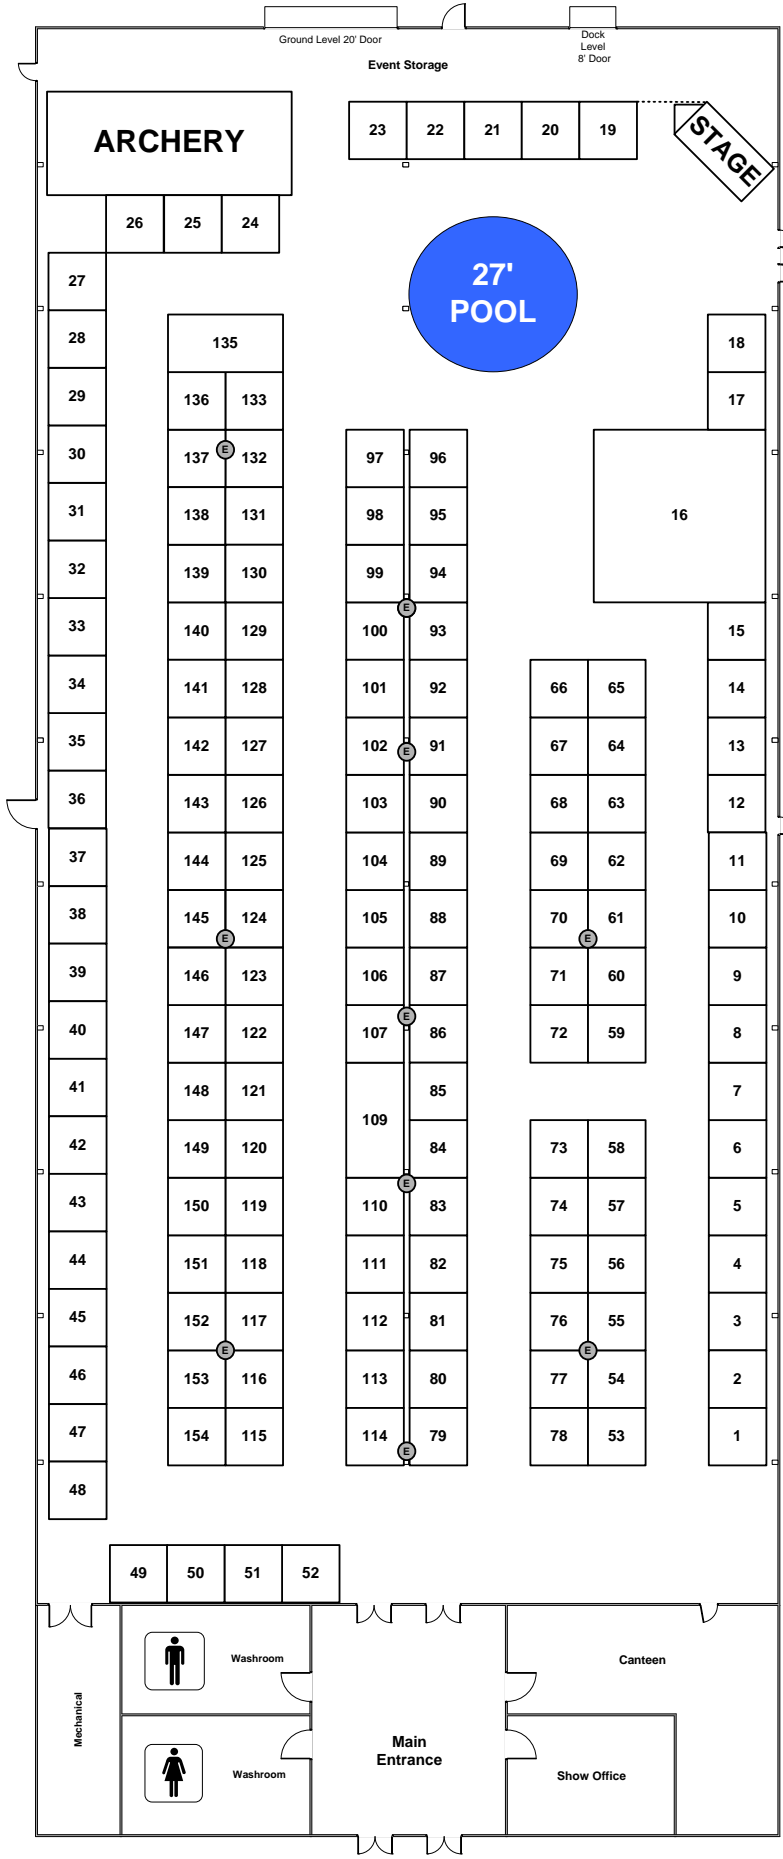 Ground Level 20' Door
Dock
Level
8' Door
Event Storage
ARCHERY
23 22 21 20 19
STAGE
26 25 24
27'
POOL
27
28 135 18
29 136 133 17
30 137 E 132 97 96
31 138 131 98 95 16
32 139 130 99 94
E
33 140 129 100 93 15
34 141 128 101 92 66 65 14
35 142 127 102 E 91 67 64 13
36 143 126 103 90 68 63 12
37 144 125 104 89 69 62 11
38 145 124 105 88 70 61 10
E E
39 146 123 106 87 71 60 9
E
40 147 122 107 86 72 59 8
41 148 121 85 7
109
42 149 120 84 73 58 6
E
43 150 119 110 83 74 57 5
44 151 118 111 82 75 56 4
45 152 117 112 81 76 55 3
E E
46 153 116 113 80 77 54 2
47 154 115 114 79 78 53 1
E
48
49 50 51 52
Washroom
Canteen
Mechanical
Main
Entrance
Washroom
Show Office